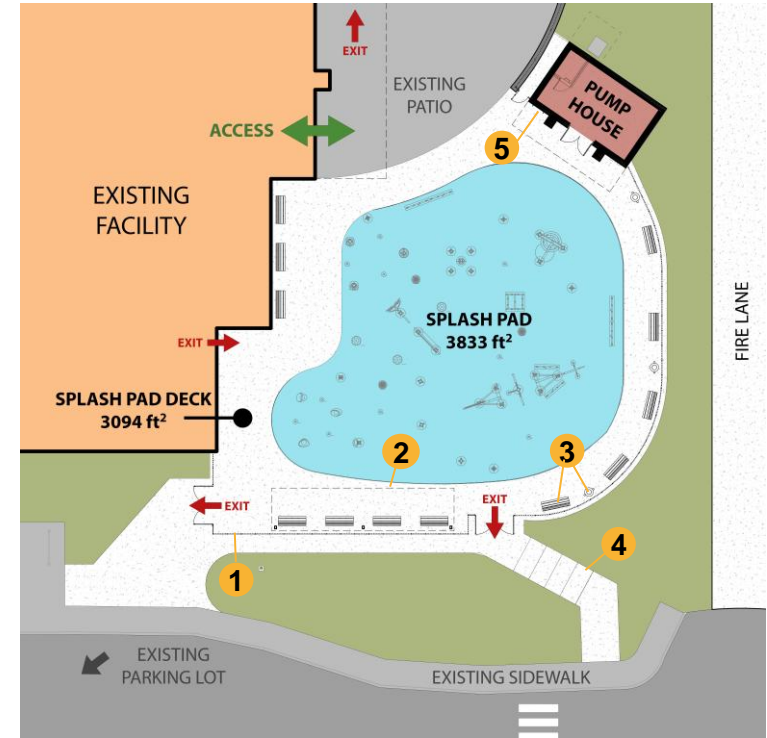 EXIT
EXISTING
PATIO
PUMP
HOUSE
ACCESS
5
EXISTING
FACILITY
FIRE LANE
SPLASH PAD
3833 ft²
EXIT
SPLASH PAD DECK
3094 ft²
2
3
EXIT
EXIT
4
1
EXISTING
PARKING LOT
EXISTING SIDEWALK